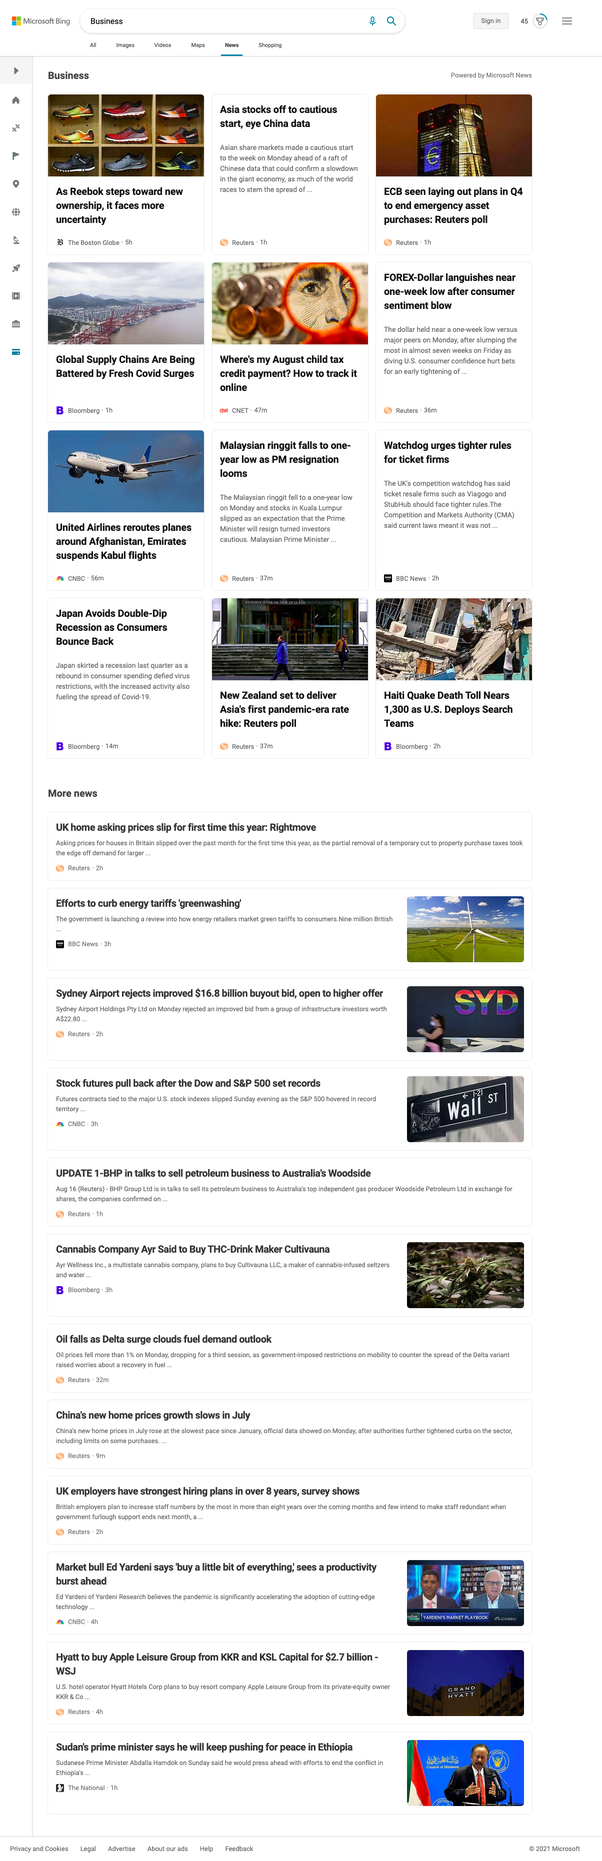 Microsoft Bing
Business
Sign in
45
All
Images
Videos
Maps
News
Shopping
Business
Powered by Microsoft News
As Reebok steps toward new
ownership, it faces more
uncertainty
The Boston Globe · 5h
Asia stocks off to cautious
start, eye China data
Asian share markets made a cautious start
to the week on Monday ahead of a raft of
Chinese data that could confirm a slowdown
in the giant economy, as much of the world
races to stem the spread of ...
Reuters · 1h
ECB seen laying out plans in Q4
to end emergency asset
purchases: Reuters poll
Reuters · 1h
Global Supply Chains Are Being
Battered by Fresh Covid Surges
Bloomberg · 1h
Where's my August child tax
credit payment? How to track it
online
CNET · 47m
FOREX-Dollar languishes near
one-week low after consumer
sentiment blow
The dollar held near a one-week low versus
major peers on Monday, after slumping the
most in almost seven weeks on Friday as
diving U.S. consumer confidence hurt bets
for an early tightening of ...
Reuters · 36m
United Airlines reroutes planes
around Afghanistan, Emirates
suspends Kabul flights
CNBC · 56m
Malaysian ringgit falls to one-
year low as PM resignation
looms
The Malaysian ringgit fell to a one-year low
on Monday and stocks in Kuala Lumpur
slipped as an expectation that the Prime
Minister will resign turned investors
cautious. Malaysian Prime Minister ...
Reuters · 37m
Watchdog urges tighter rules
for ticket firms
The UK's competition watchdog has said
ticket resale firms such as Viagogo and
StubHub should face tighter rules.The
Competition and Markets Authority (CMA)
said current laws meant it was not ...
BBC News · 2h
Japan Avoids Double-Dip
Recession as Consumers
Bounce Back
Japan skirted a recession last quarter as a
rebound in consumer spending defied virus
restrictions, with the increased activity also
fueling the spread of Covid-19.
Bloomberg · 14m
New Zealand set to deliver
Asia's first pandemic-era rate
hike: Reuters poll
Reuters · 37m
Haiti Quake Death Toll Nears
1,300 as U.S. Deploys Search
Teams
Bloomberg · 2h
More news
UK home asking prices slip for first time this year: Rightmove
Asking prices for houses in Britain slipped over the past month for the first time this year, as the partial removal of a temporary cut to property purchase taxes took
the edge off demand for larger ...
Reuters · 2h
Efforts to curb energy tariffs 'greenwashing'
The government is launching a review into how energy retailers market green tariffs to consumers.Nine million British
...
BBC News · 3h
Sydney Airport rejects improved $16.8 billion buyout bid, open to higher offer
Sydney Airport Holdings Pty Ltd on Monday rejected an improved bid from a group of infrastructure investors worth
A$22.80 ...
Reuters · 2h
SYD
Stock futures pull back after the Dow and S&P 500 set records
Futures contracts tied to the major U.S. stock indexes slipped Sunday evening as the S&P 500 hovered in record
territory ...
CNBC · 3h
← 1-21
Wall ST
UPDATE 1-BHP in talks to sell petroleum business to Australia's Woodside
Aug 16 (Reuters) - BHP Group Ltd is in talks to sell its petroleum business to Australia's top independent gas producer Woodside Petroleum Ltd in exchange for
shares, the companies confirmed on ...
Reuters · 1h
Cannabis Company Ayr Said to Buy THC-Drink Maker Cultivauna
Ayr Wellness Inc., a multistate cannabis company, plans to buy Cultivauna LLC, a maker of cannabis-infused seltzers
and water ...
Bloomberg · 3h
Oil falls as Delta surge clouds fuel demand outlook
Oil prices fell more than 1% on Monday, dropping for a third session, as government-imposed restrictions on mobility to counter the spread of the Delta variant
raised worries about a recovery in fuel ...
Reuters · 32m
China's new home prices growth slows in July
China's new home prices in July rose at the slowest pace since January, official data showed on Monday, after authorities further tightened curbs on the sector,
including limits on some purchases. ...
Reuters · 9m
UK employers have strongest hiring plans in over 8 years, survey shows
British employers plan to increase staff numbers by the most in more than eight years over the coming months and few intend to make staff redundant when
government furlough support ends next month, a ...
Reuters · 2h
Market bull Ed Yardeni says 'buy a little bit of everything,' sees a productivity
burst ahead
Ed Yardeni of Yardeni Research believes the pandemic is significantly accelerating the adoption of cutting-edge
technology ...
CNBC · 4h
YARDENI'S MARKET PLAYBOOK
Hyatt to buy Apple Leisure Group from KKR and KSL Capital for $2.7 billion -
WSJ
U.S. hotel operator Hyatt Hotels Corp plans to buy resort company Apple Leisure Group from its private-equity owner
KKR & Co ...
Reuters · 4h
GRAND
HYATT
Sudan's prime minister says he will keep pushing for peace in Ethiopia
Sudanese Prime Minister Abdalla Hamdok on Sunday said he would press ahead with efforts to end the conflict in
Ethiopia's ...
The National · 1h
Privacy and Cookies
Legal
Advertise
About our ads
Help
Feedback
© 2021 Microsoft